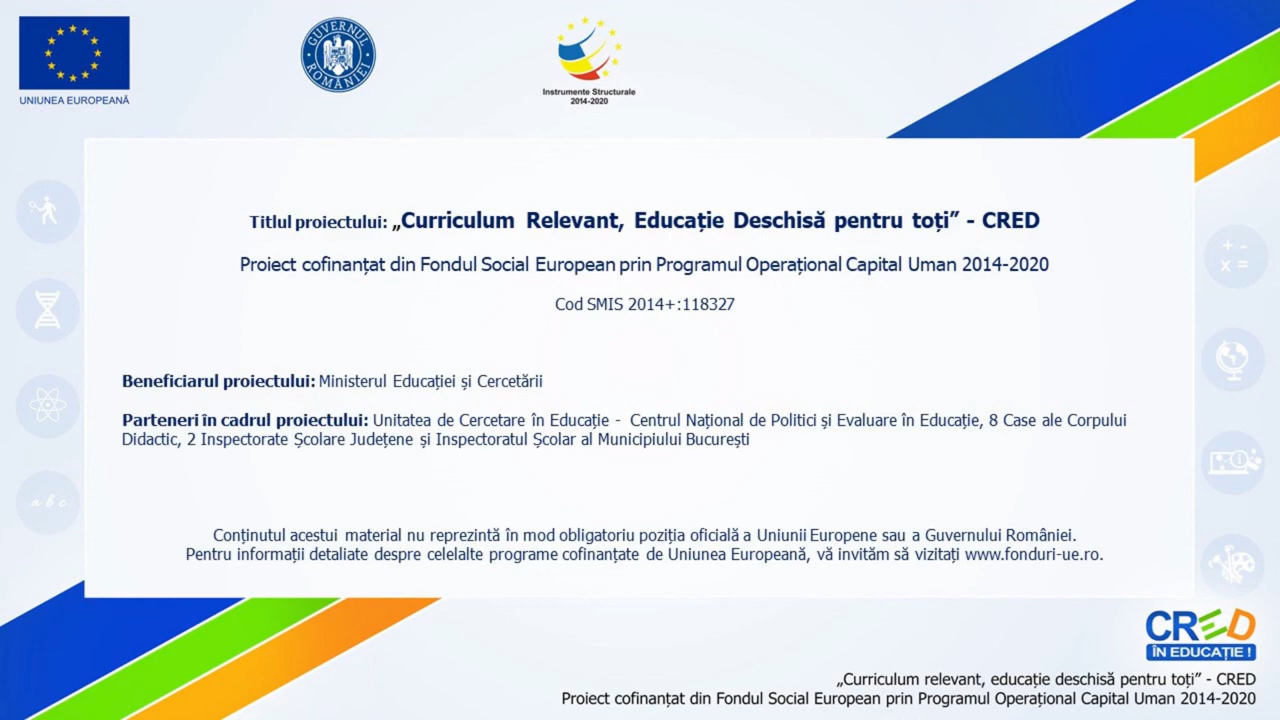 UNIUNEA EUROPEANĂ
GUVERNUL ROMÂNIEI
Instrumente Structurale
2014-2020
Titlul proiectului: „Curriculum Relevant, Educație Deschisă pentru toți” - CRED
Proiect cofinanțat din Fondul Social European prin Programul Operațional Capital Uman 2014-2020
Cod SMIS 2014+:118327
+ -
x =
Beneficiarul proiectului: Ministerul Educației și Cercetării
Parteneri în cadrul proiectului: Unitatea de Cercetare în Educație - Centrul Național de Politici și Evaluare în Educație, 8 Case ale Corpului
Didactic, 2 Inspectorate Școlare Județene și Inspectoratul Școlar al Municipiului București
a b c
Conținutul acestui material nu reprezintă în mod obligatoriu poziția oficială a Uniunii Europene sau a Guvernului României.
Pentru informații detaliate despre celelalte programe cofinanțate de Uniunea Europeană, vă invităm să vizitați www.fonduri-ue.ro.
CRED
ÎN EDUCAȚIE !
„Curriculum relevant, educație deschisă pentru toți” - CRED
Proiect cofinanțat din Fondul Social European prin Programul Operațional Capital Uman 2014-2020